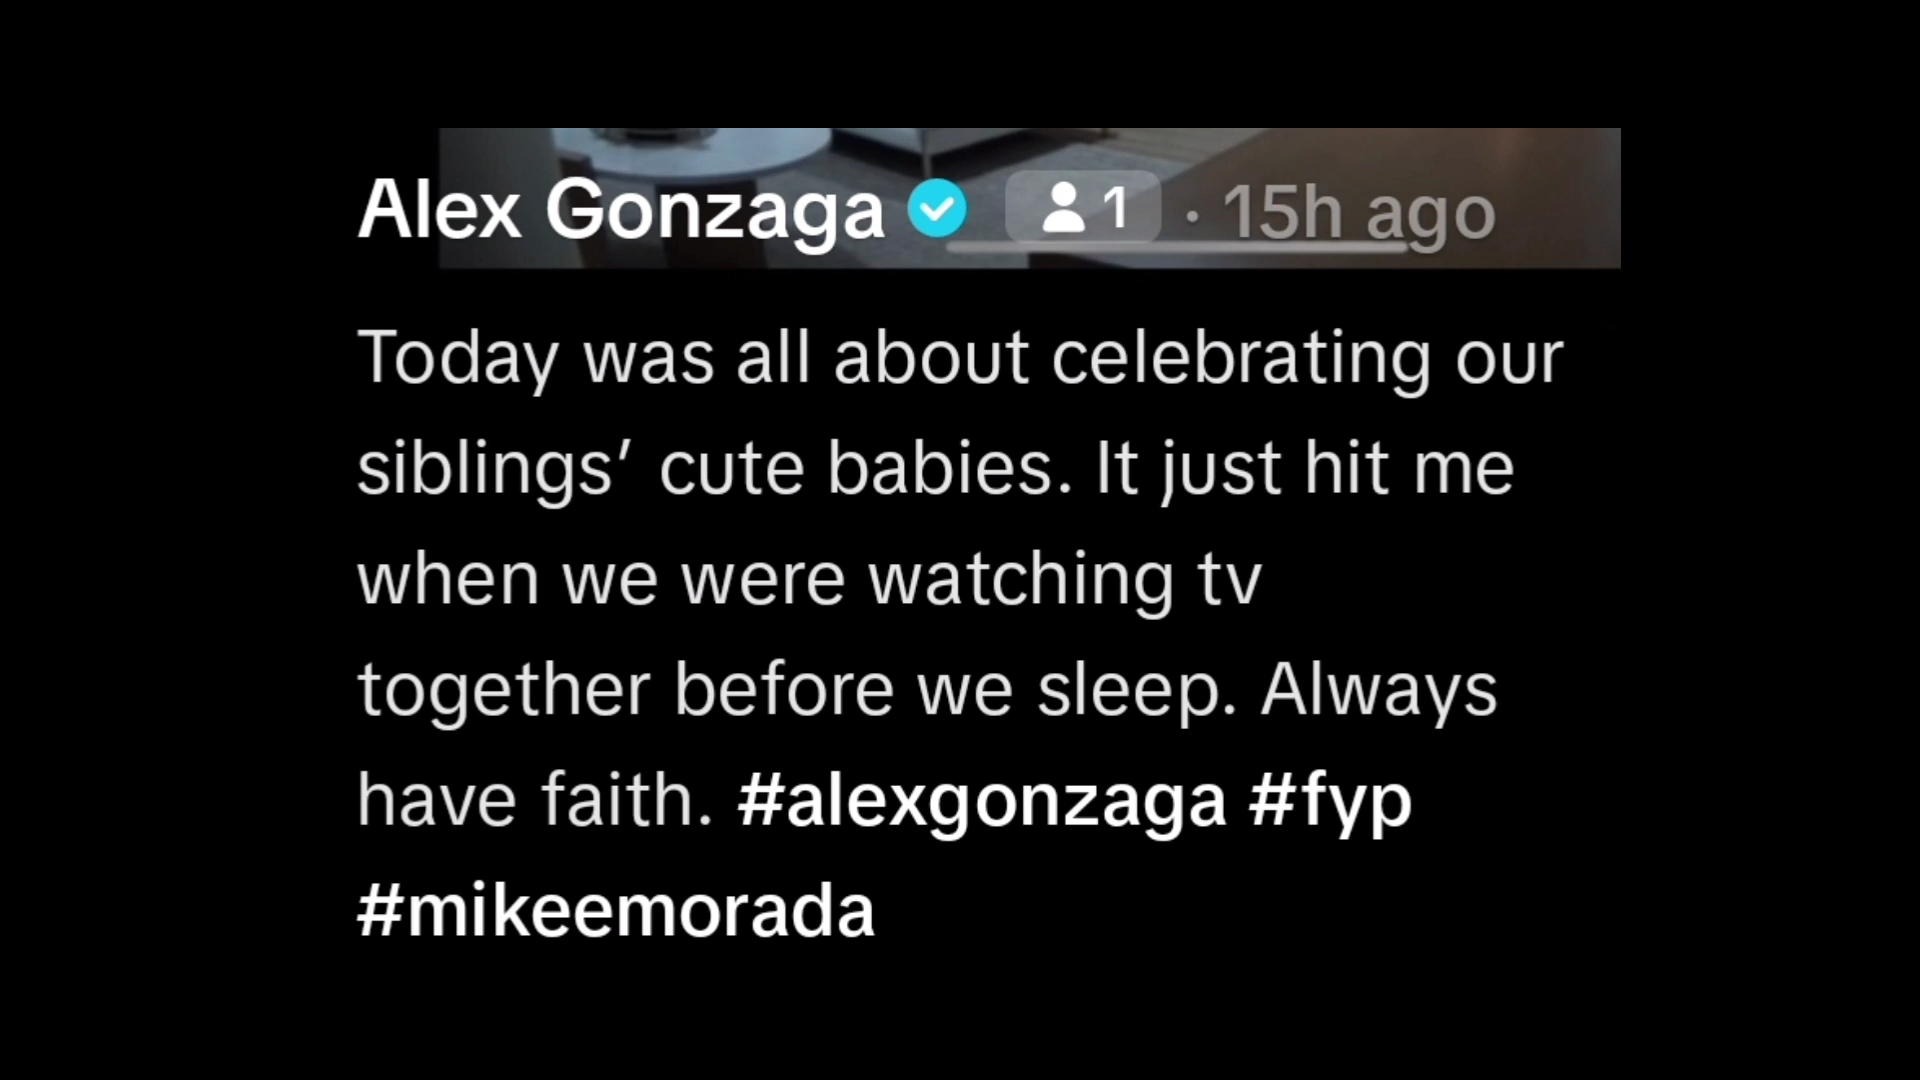 Alex Gonzaga 1 · 15h ago
Today was all about celebrating our
siblings’ cute babies. It just hit me
when we were watching tv
together before we sleep. Always
have faith. #alexgonzaga #fyp
#mikeemorada